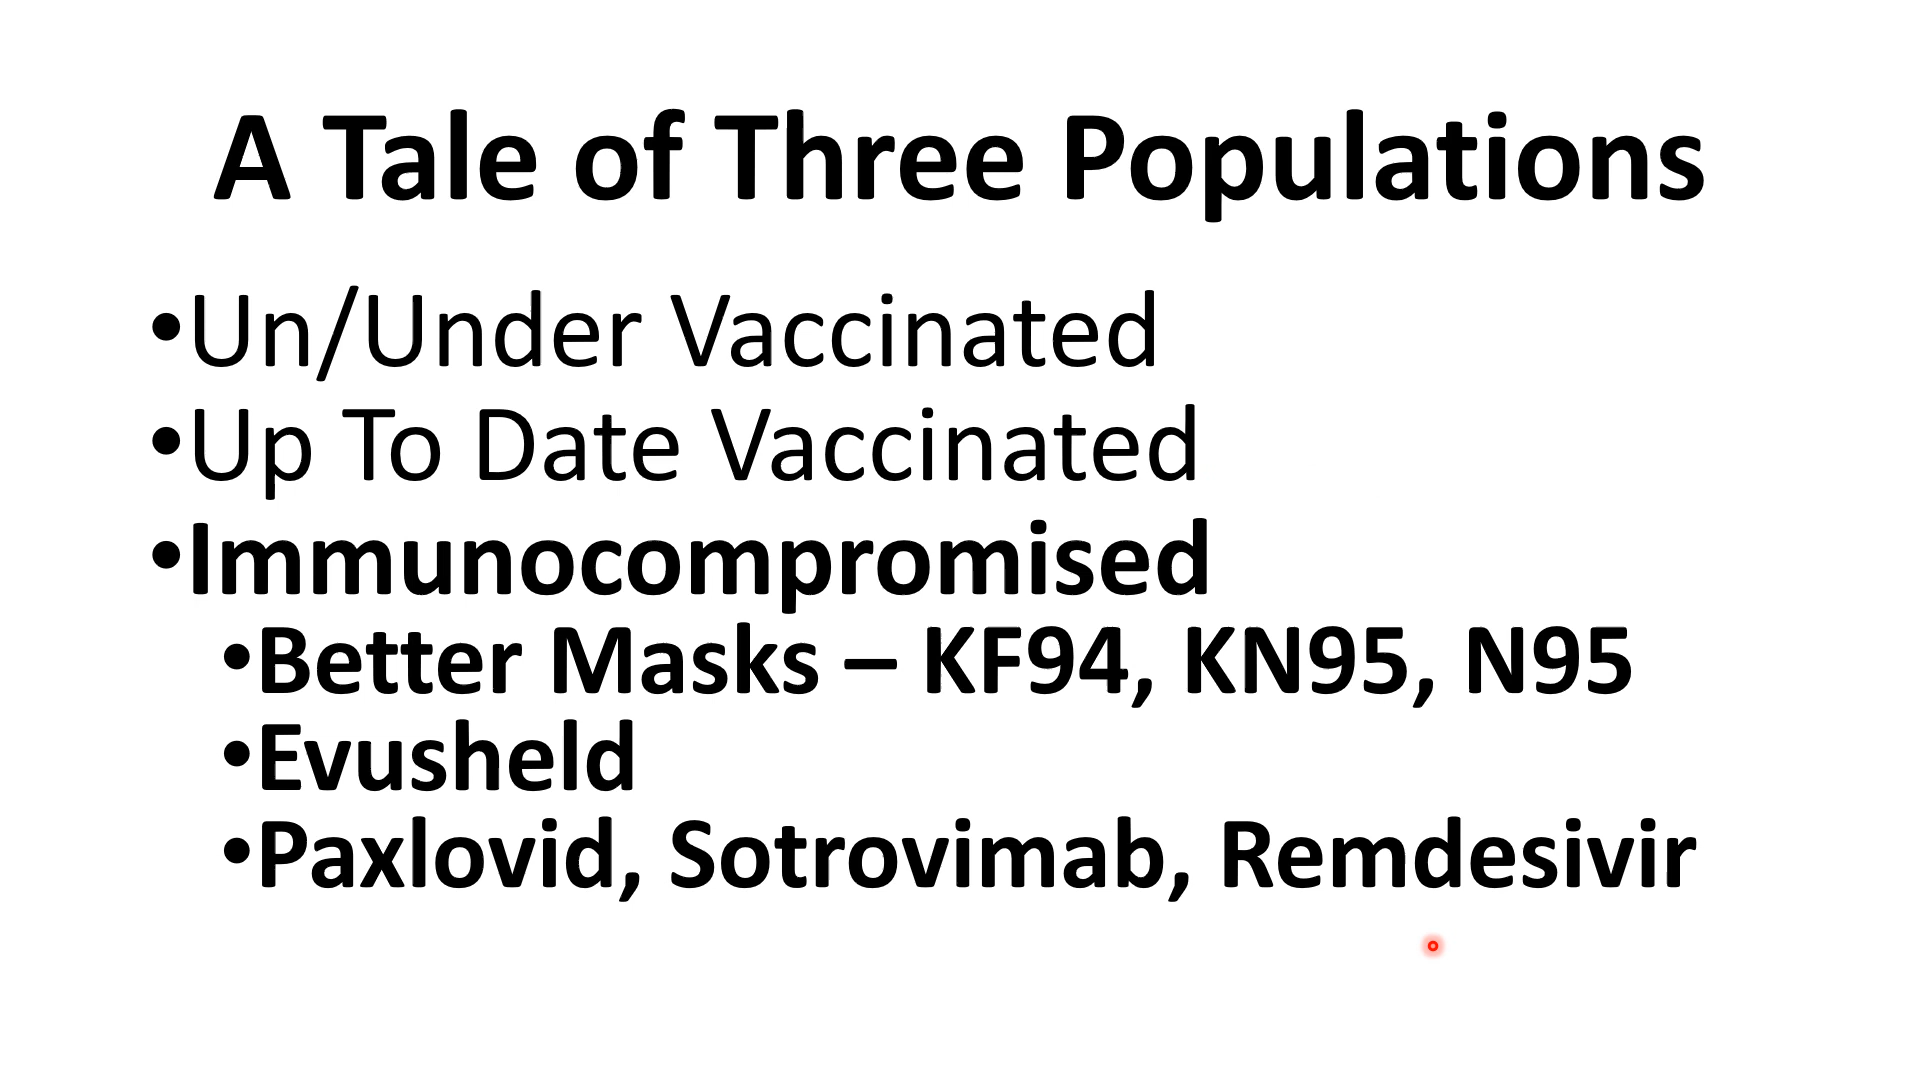 A Tale of Three Populations
•Un/Under Vaccinated
•Up To Date Vaccinated
•Immunocompromised
•Better Masks – KF94, KN95, N95
•Evusheld
•Paxlovid, Sotrovimab, Remdesivir